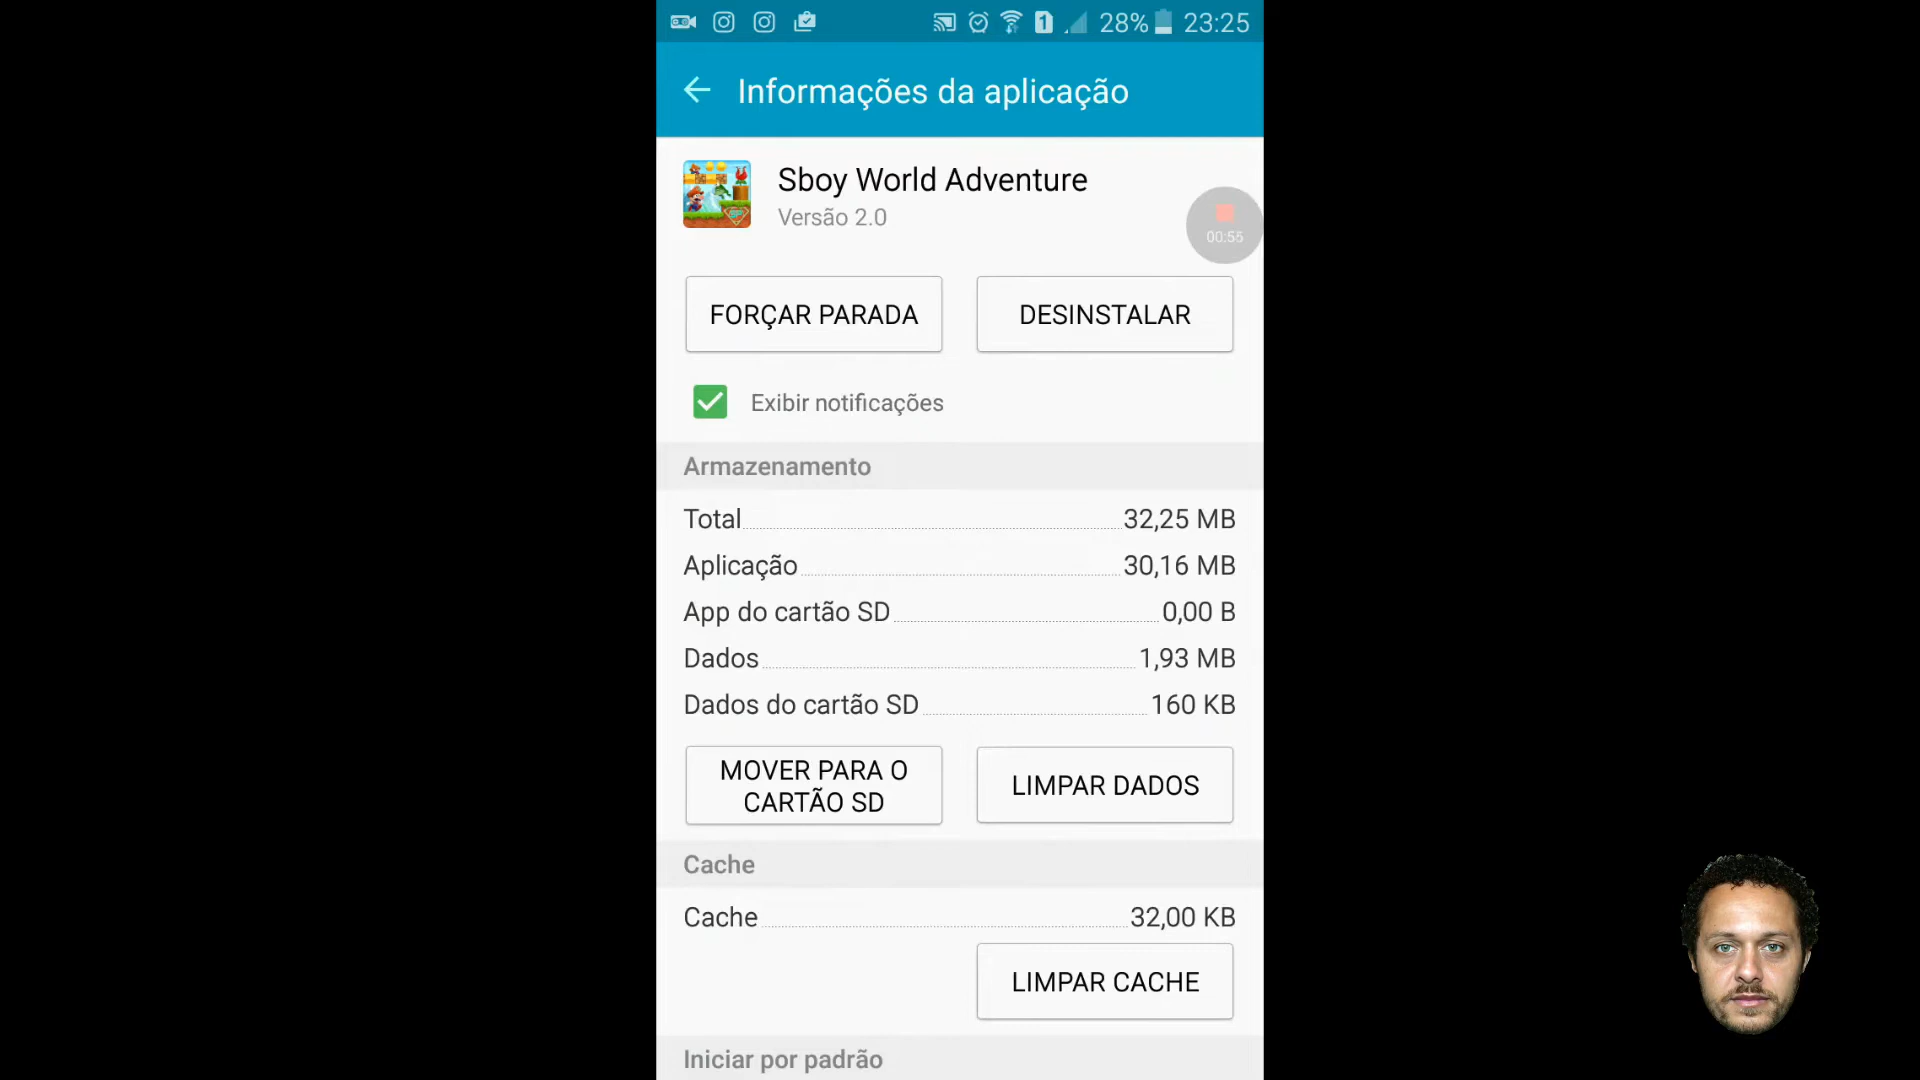 28% 23:25
Informações da aplicação
Sboy World Adventure
Versão 2.0
00:55
FORÇAR PARADA
DESINSTALAR
Exibir notificações
Armazenamento
Total 32,25 MB
Aplicação 30,16 MB
App do cartão SD 0,00 B
Dados 1,93 MB
Dados do cartão SD 160 KB
MOVER PARA O
CARTÃO SD
LIMPAR DADOS
Cache
Cache 32,00 KB
LIMPAR CACHE
Iniciar por padrão